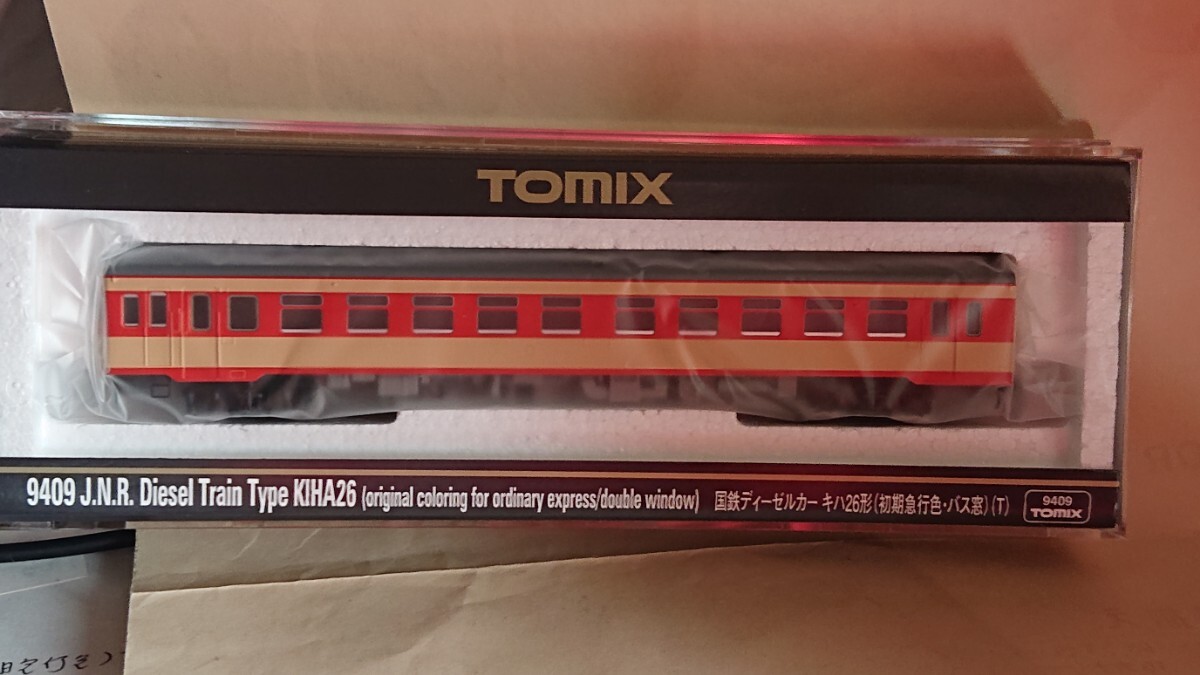 TOMIX
9409 J.N.R. Diesel Train Type KIHA26 (original coloring for ordinary express/double window) 国鉄ディーゼルカー キハ26形(初期急行色・バス窓)(T)
9409
TOMIX